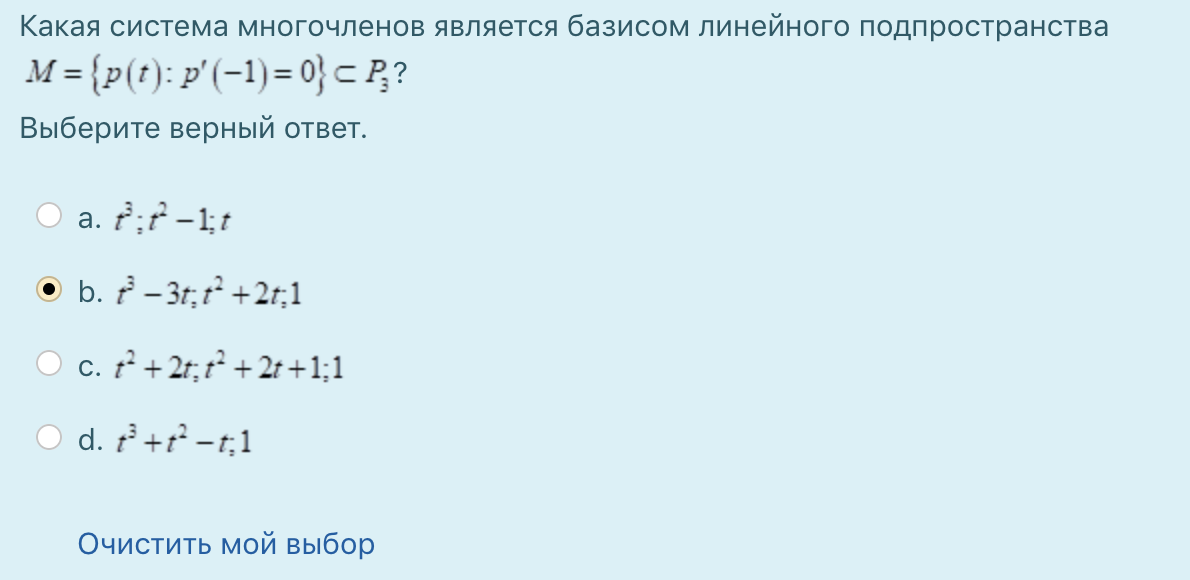 Какая система многочленов является базисом линейного подпространства
M = {p(t): p′(−1) = 0} ⊂ P₃?
Выберите верный ответ.
a. t³; t² − 1; t
b. t³ − 3t; t² + 2t; 1
c. t² + 2t; t² + 2t + 1; 1
d. t³ + t² − t; 1
Очистить мой выбор